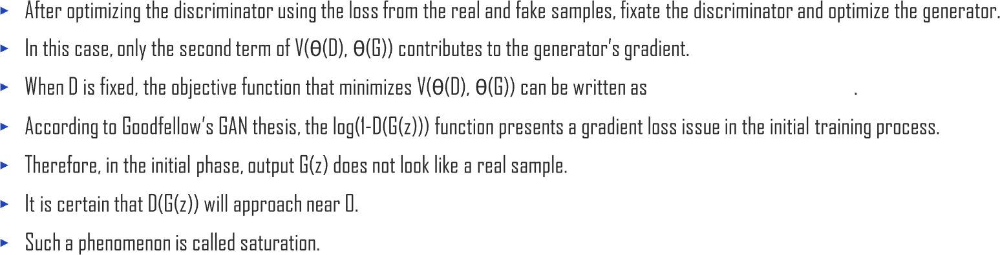 ▸ After optimizing the discriminator using the loss from the real and fake samples, fixate the discriminator and optimize the generator.
▸ In this case, only the second term of V(θ(D), θ(G)) contributes to the generator's gradient.
▸ When D is fixed, the objective function that minimizes V(θ(D), θ(G)) can be written as .
▸ According to Goodfellow's GAN thesis, the log(1-D(G(z))) function presents a gradient loss issue in the initial training process.
▸ Therefore, in the initial phase, output G(z) does not look like a real sample.
▸ It is certain that D(G(z)) will approach near 0.
▸ Such a phenomenon is called saturation.